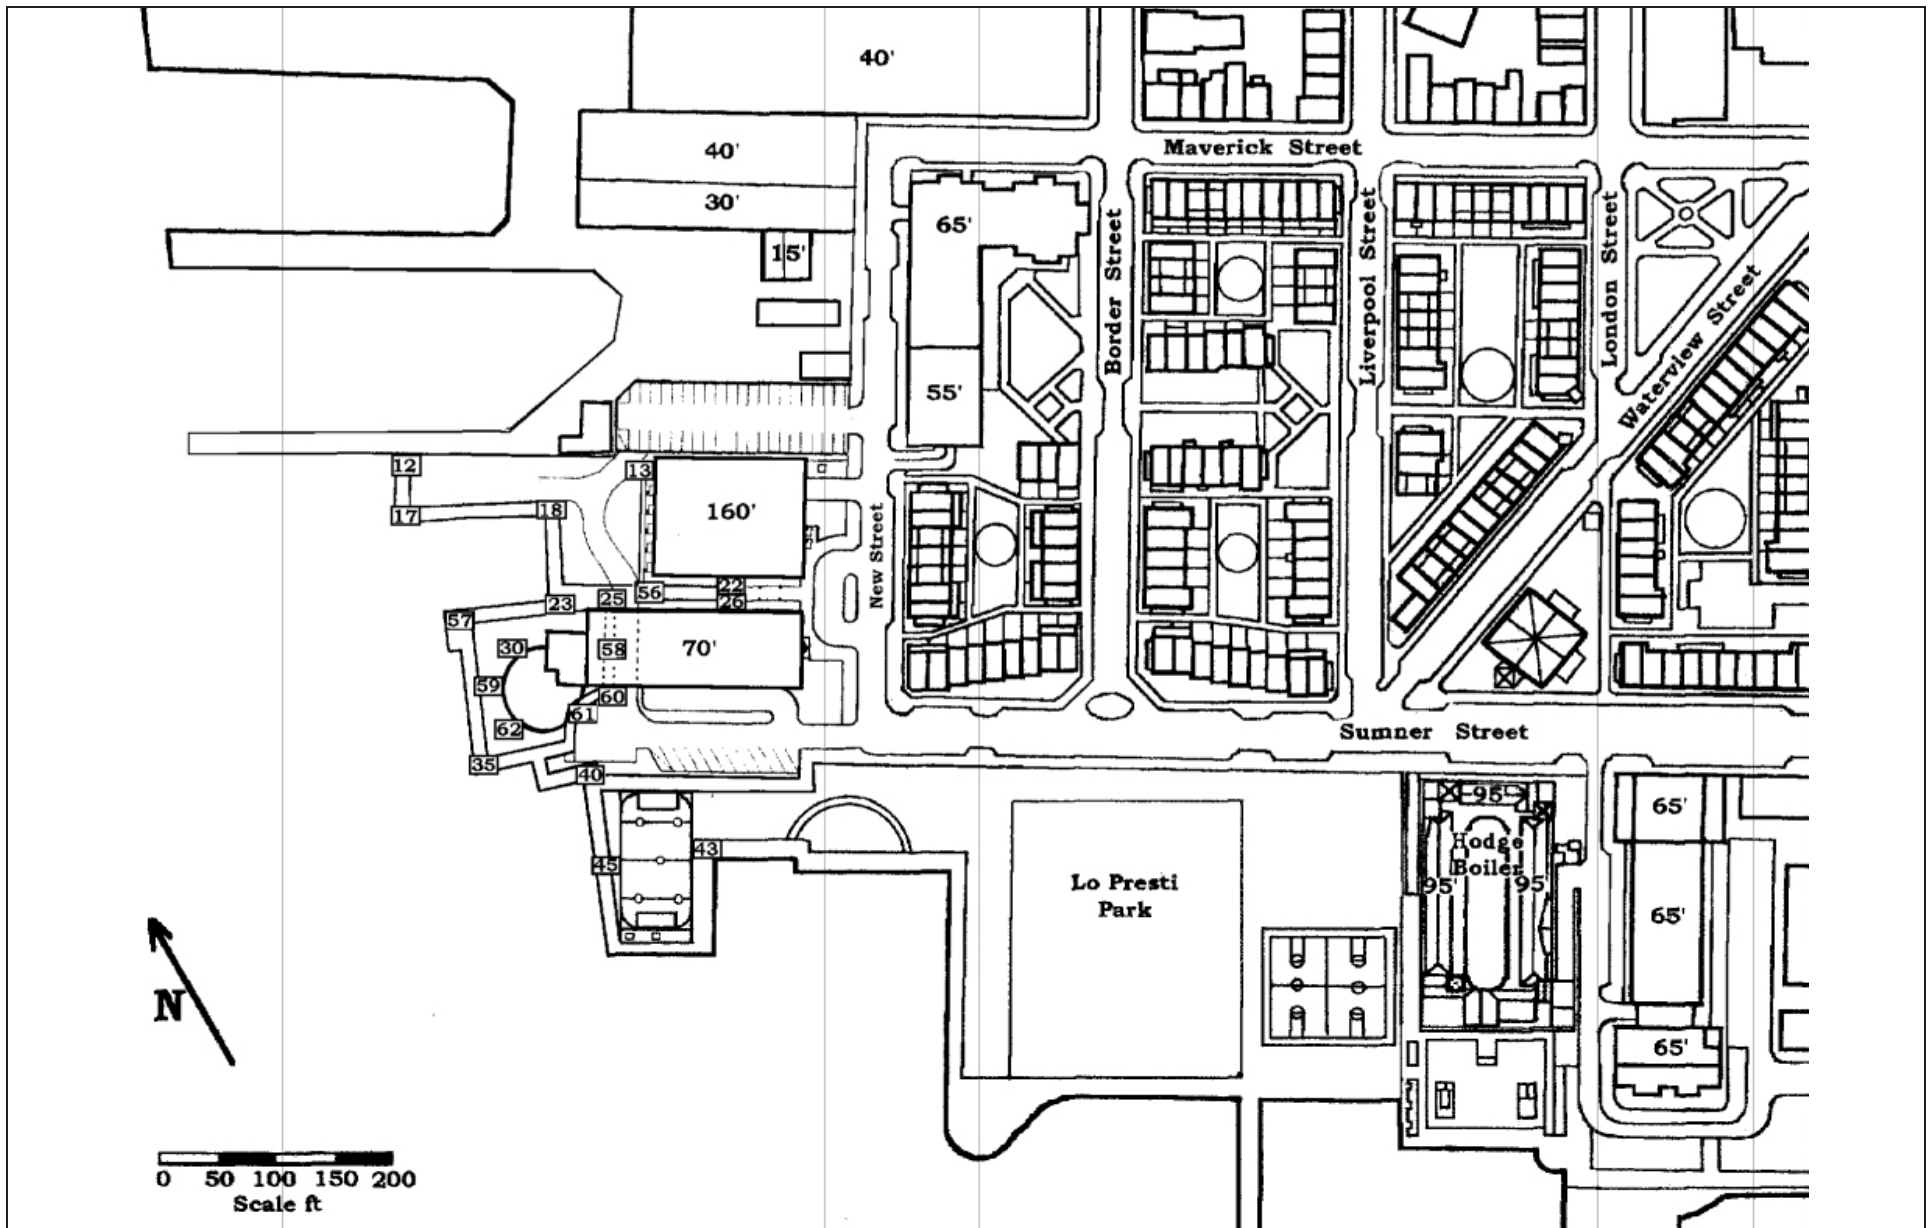 40'
Maverick Street
40'
30'
65'
15'
Border Street
Liverpool Street
London Street
Waterview Street
55'
12
13
17
18
160'
New Street
22
56
25
26
23
57
30
58
70'
59
60
61
62
35
40
Sumner Street
95'
65'
Hodge
Boiler
43
45
95'
95'
Lo Presti
Park
65'
N
65'
0 50 100 150 200
Scale ft